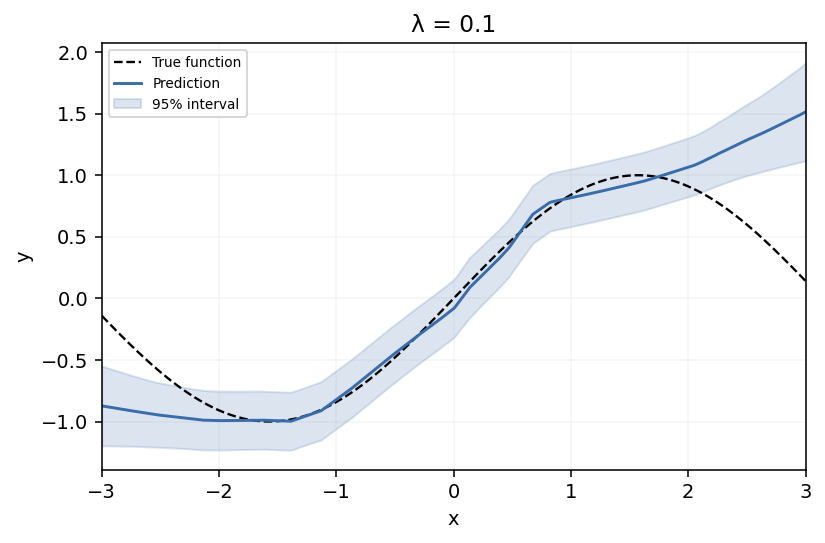 λ = 0.1
True function
Prediction
95% interval
y
2.0
1.5
1.0
0.5
0.0
−0.5
−1.0
−3 −2 −1 0 1 2 3
x